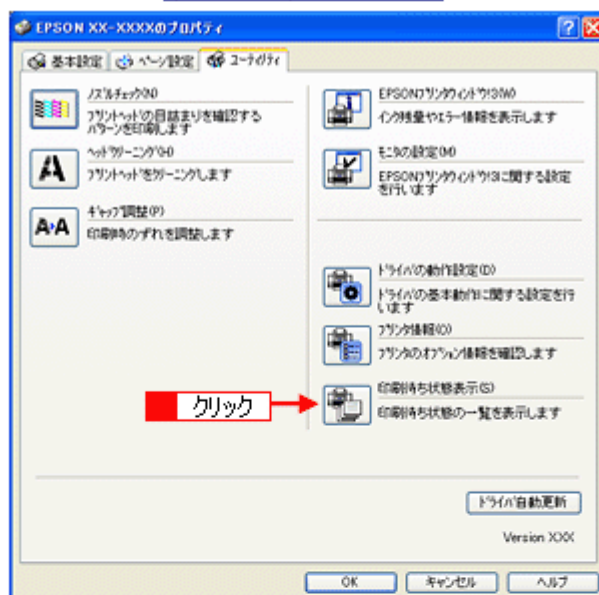 EPSON XX-XXXXのプロパティ
基本設定
ページ設定
ユーティリティ
ノズルチェック(N)
プリントヘッドの目詰まりを確認する
パターンを印刷します
ヘッドクリーニング(H)
プリントヘッドをクリーニングします
ギャップ調整(P)
印刷時のずれを調整します
EPSONプリンタウィンドウ!3(W)
インク残量やエラー情報を表示します
モニタの設定(M)
EPSONプリンタウィンドウ!3に関する設定
を行います
ドライバの動作設定(D)
ドライバの基本動作に関する設定を行
います
プリンタ情報(O)
プリンタのオプション情報を確認します
印刷待ち状態表示(S)
印刷待ち状態の一覧を表示します
クリック
ドライバ自動更新
Version XXX
OK
キャンセル
ヘルプ